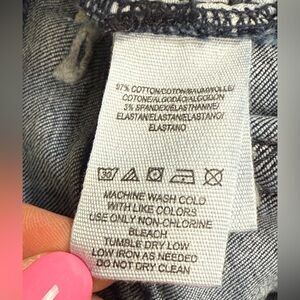 97% COTTON/COTON/BAUMWOLLE/
COTONE/ALGODÃO/ALGODÓN
3% SPANDEX/ELASTHANNE/
ELASTAN/ELASTAN/ELASTANO/
ELASTANO
30
MACHINE WASH COLD
WITH LIKE COLORS
USE ONLY NON-CHLORINE
BLEACH
TUMBLE DRY LOW
LOW IRON AS NEEDED
DO NOT DRY CLEAN